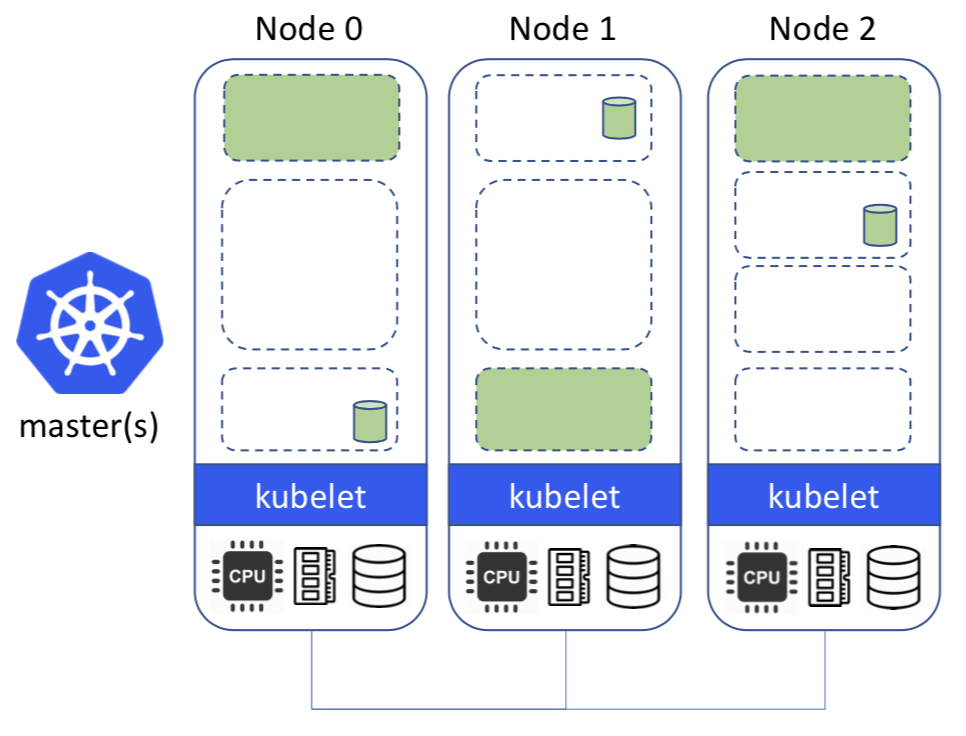 Node 0
Node 1
Node 2
master(s)
kubelet
kubelet
kubelet
CPU
CPU
CPU